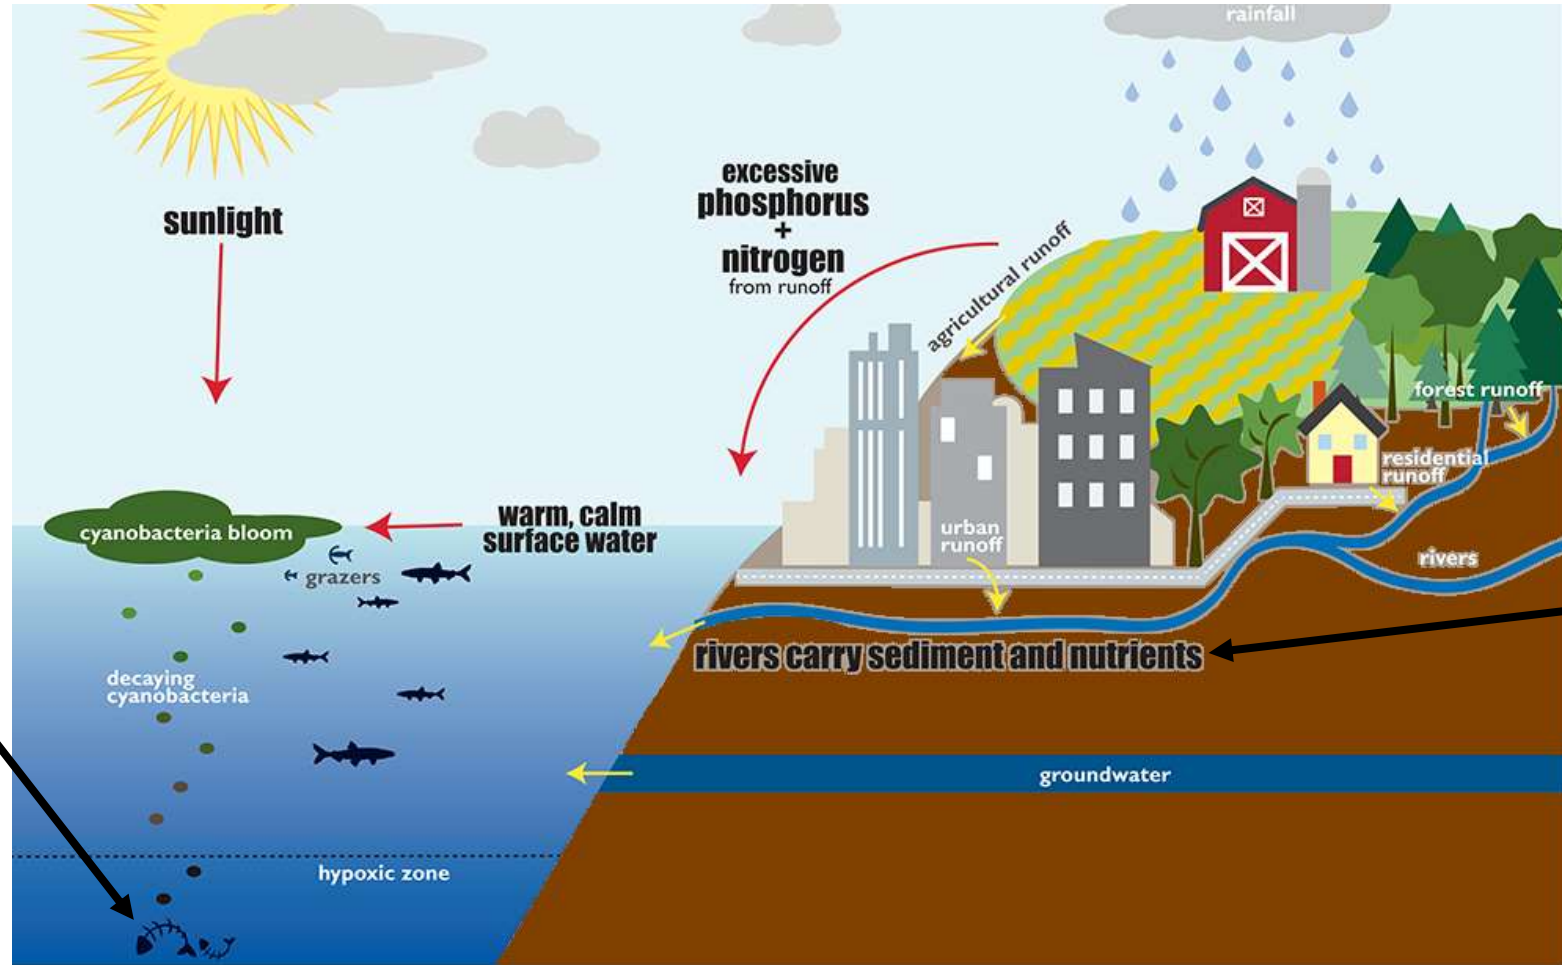 rainfall
sunlight
excessive
phosphorus
+
nitrogen
from runoff
agricultural runoff
forest runoff
residential
runoff
warm, calm
surface water
cyanobacteria bloom
urban
runoff
rivers
grazers
rivers carry sediment and nutrients
decaying
cyanobacteria
groundwater
hypoxic zone